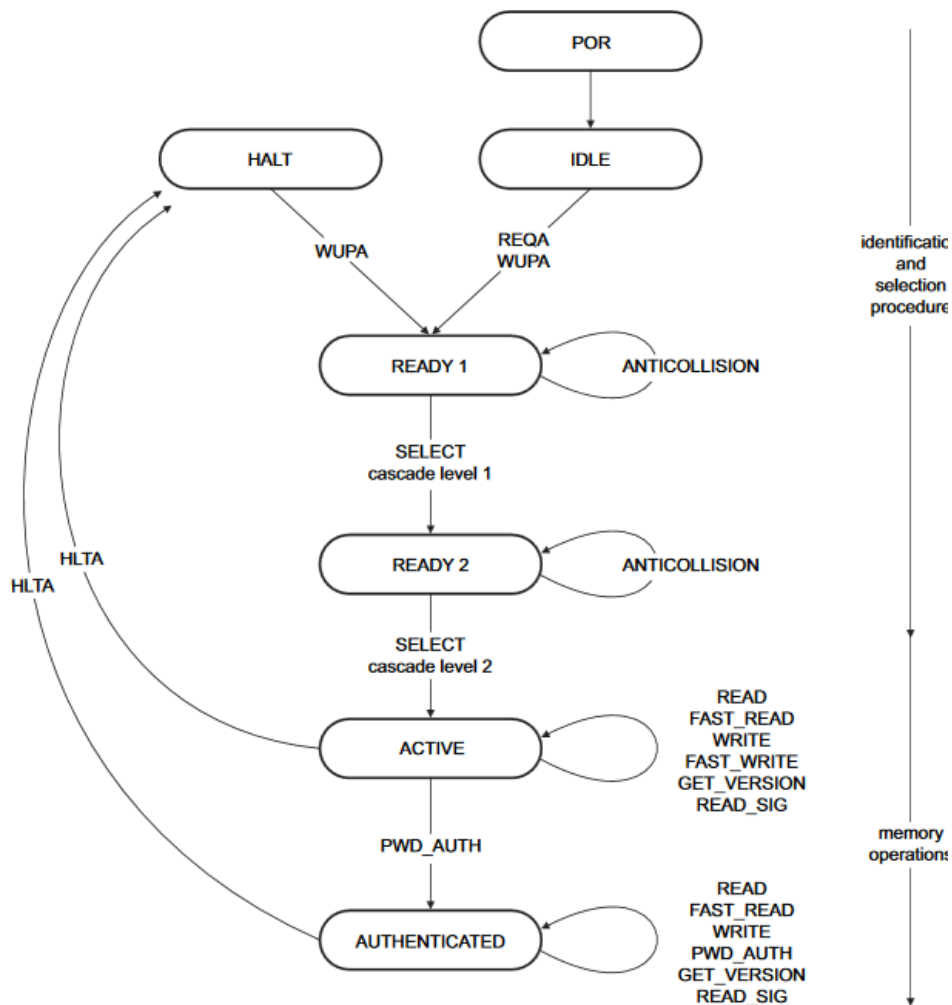 POR
HALT
IDLE
WUPA
REQA
WUPA
identificatio
and
selection
procedure
READY 1
ANTICOLLISION
SELECT
cascade level 1
HLTA
HLTA
READY 2
ANTICOLLISION
SELECT
cascade level 2
READ
FAST_READ
WRITE
FAST_WRITE
GET_VERSION
READ_SIG
ACTIVE
PWD_AUTH
memory
operations
READ
FAST_READ
WRITE
PWD_AUTH
GET_VERSION
READ_SIG
AUTHENTICATED